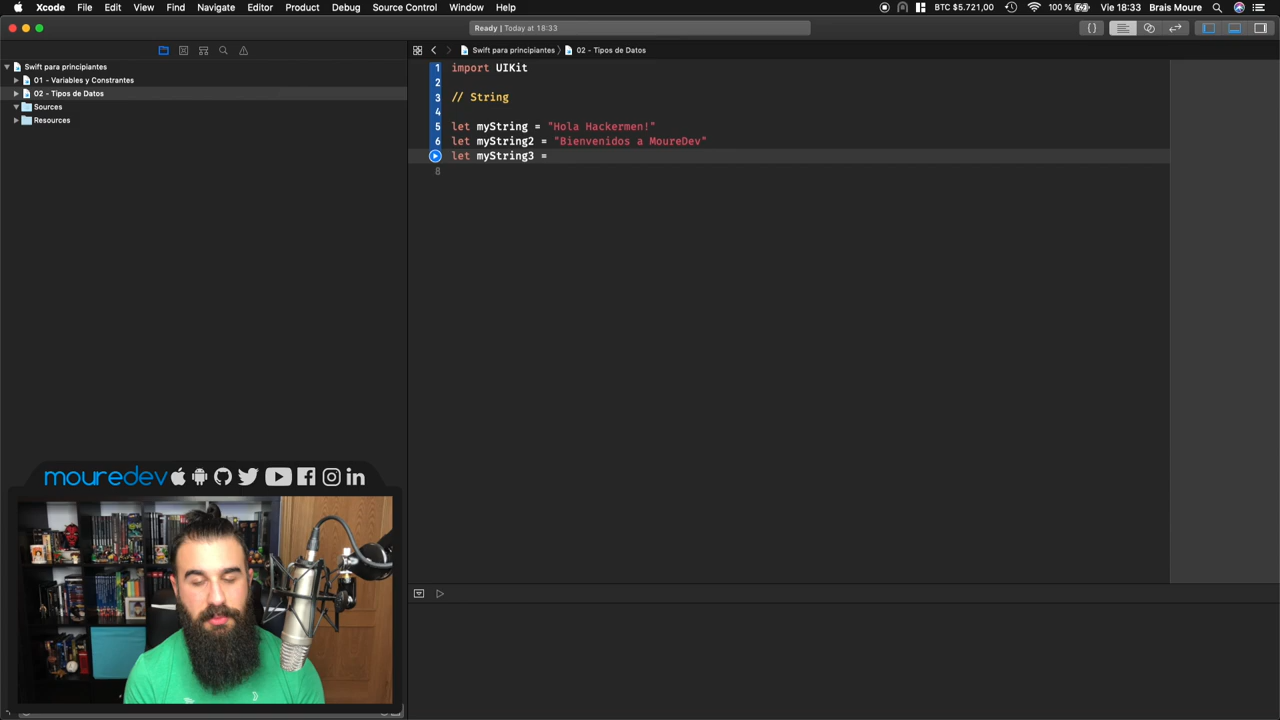 Xcode File Edit View Find Navigate Editor Product Debug Source Control Window Help
BTC $5.721,00 100 % Vie 18:33 Brais Moure
Ready | Today at 18:33
Swift para principiantes 02 - Tipos de Datos
Swift para principiantes
01 - Variables y Constrantes
02 - Tipos de Datos
Sources
Resources
1 import UIKit
2
3 // String
4
5 let myString = "Hola Hackermen!"
6 let myString2 = "Bienvenidos a MoureDev"
let myString3 =
8
mouredev